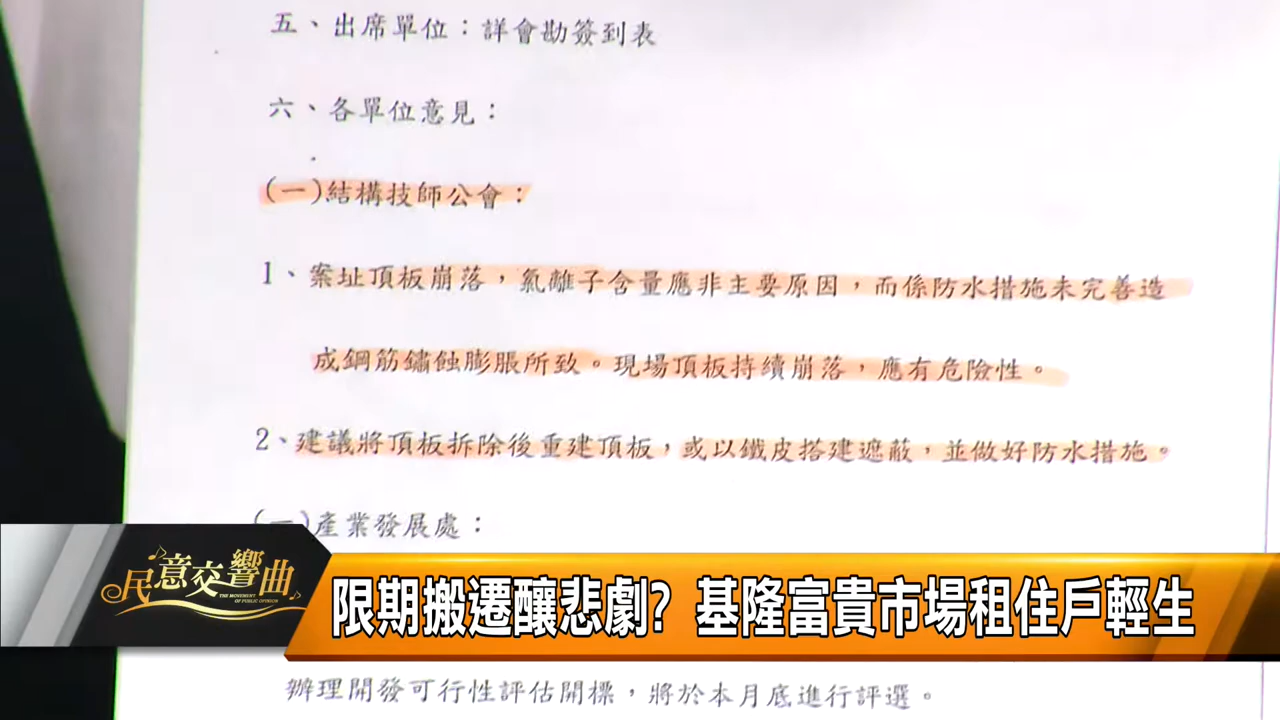 五、出席單位：詳會勘簽到表
六、各單位意見：
(一)結構技師公會：
1、案址頂板崩落，氯離子含量應非主要原因，而係防水措施未完善造
成鋼筋鏽蝕膨脹所致。現場頂板持續崩落，應有危險性。
2、建議將頂板拆除後重建頂板，或以鐵皮搭建遮蔽，並做好防水措施。
(一)產業發展處：
民意交響曲
THE MOVEMENT
OF PUBLIC OPINION
限期搬遷釀悲劇? 基隆富貴市場租住戶輕生
辦理開發可行性評估開標，將於本月底進行評選。